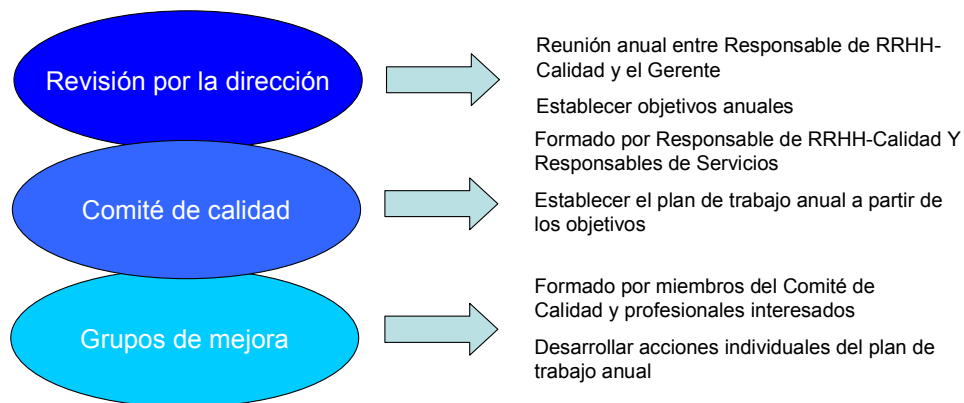 Revisión por la dirección
Reunión anual entre Responsable de RRHH-
Calidad y el Gerente
Establecer objetivos anuales
Comité de calidad
Formado por Responsable de RRHH-Calidad Y
Responsables de Servicios
Establecer el plan de trabajo anual a partir de
los objetivos
Grupos de mejora
Formado por miembros del Comité de
Calidad y profesionales interesados
Desarrollar acciones individuales del plan de
trabajo anual